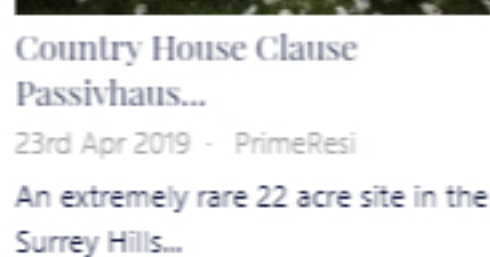 Country House Clause
Passivhaus...
23rd Apr 2019 - PrimeResi
An extremely rare 22 acre site in the
Surrey Hills...